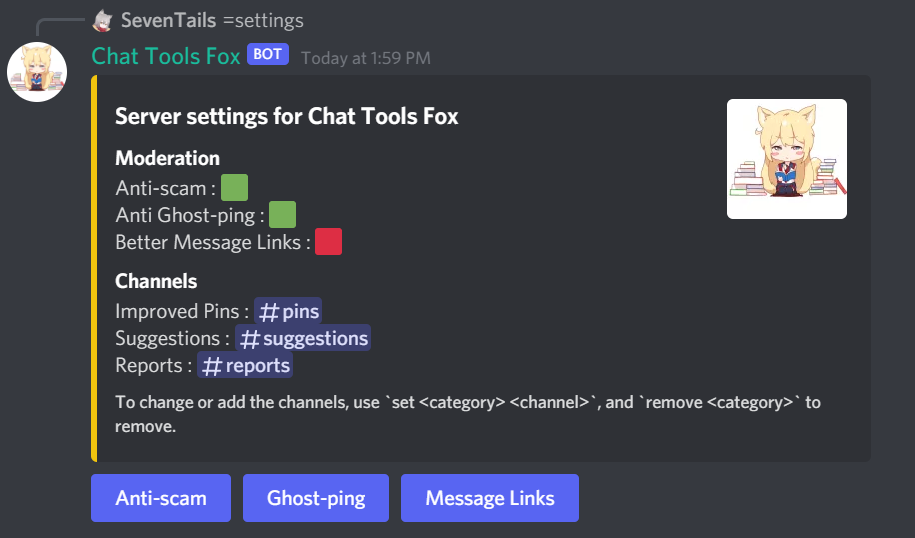 SevenTails =settings
Chat Tools Fox BOT Today at 1:59 PM
Server settings for Chat Tools Fox
Moderation
Anti-scam :
Anti Ghost-ping :
Better Message Links :
Channels
Improved Pins : #pins
Suggestions : #suggestions
Reports : #reports
To change or add the channels, use `set <category> <channel>`, and `remove <category>` to
remove.
Anti-scam Ghost-ping Message Links